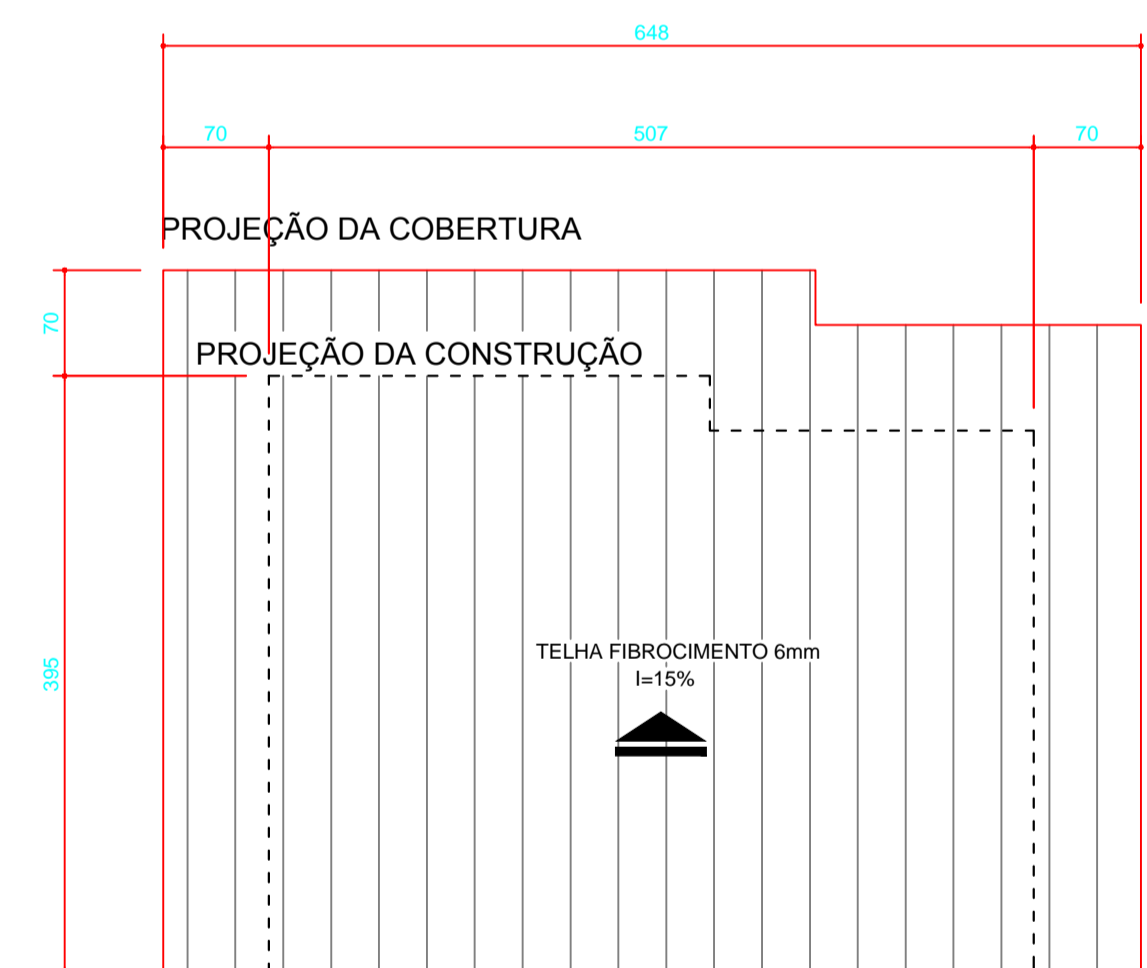 648
70
507
70
PROJEÇÃO DA COBERTURA
70
PROJEÇÃO DA CONSTRUÇÃO
395
TELHA FIBROCIMENTO 6mm
I=15%